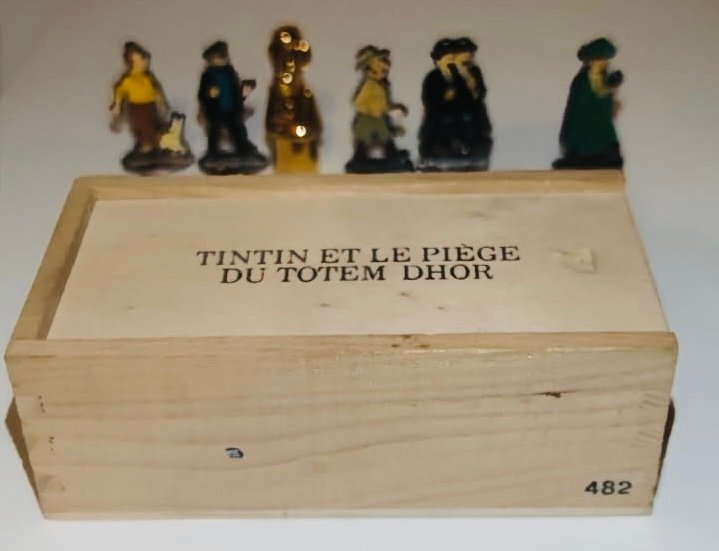 TINTIN ET LE PIÈGE
DU TOTEM DHOR
482